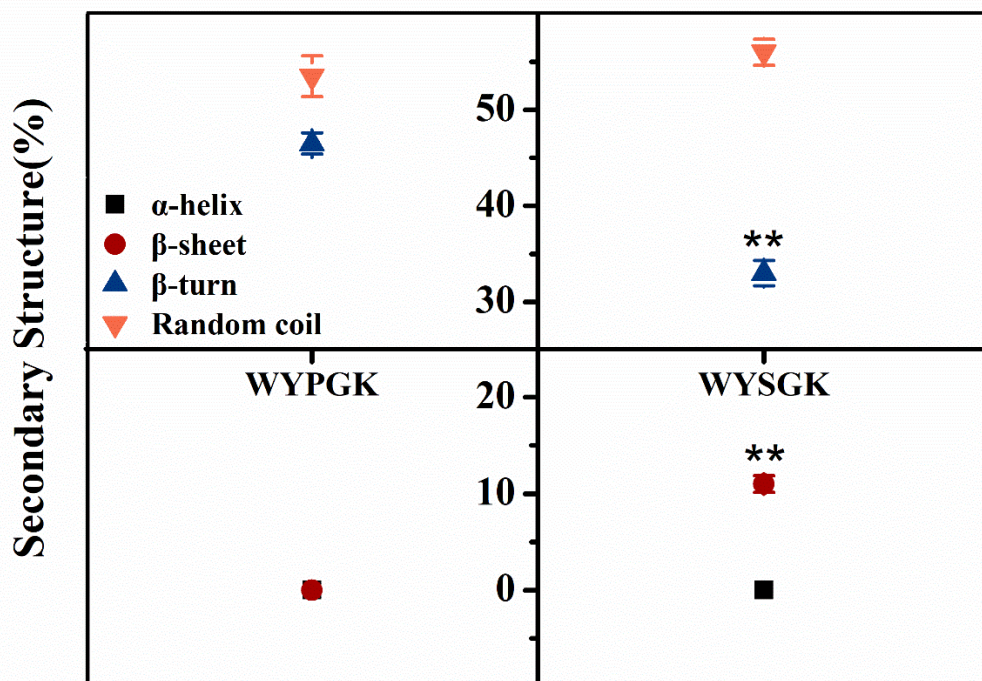 Secondary Structure(%)
50
40
**
30
α-helix
β-sheet
β-turn
Random coil
WYPGK
WYSGK
20
**
10
0